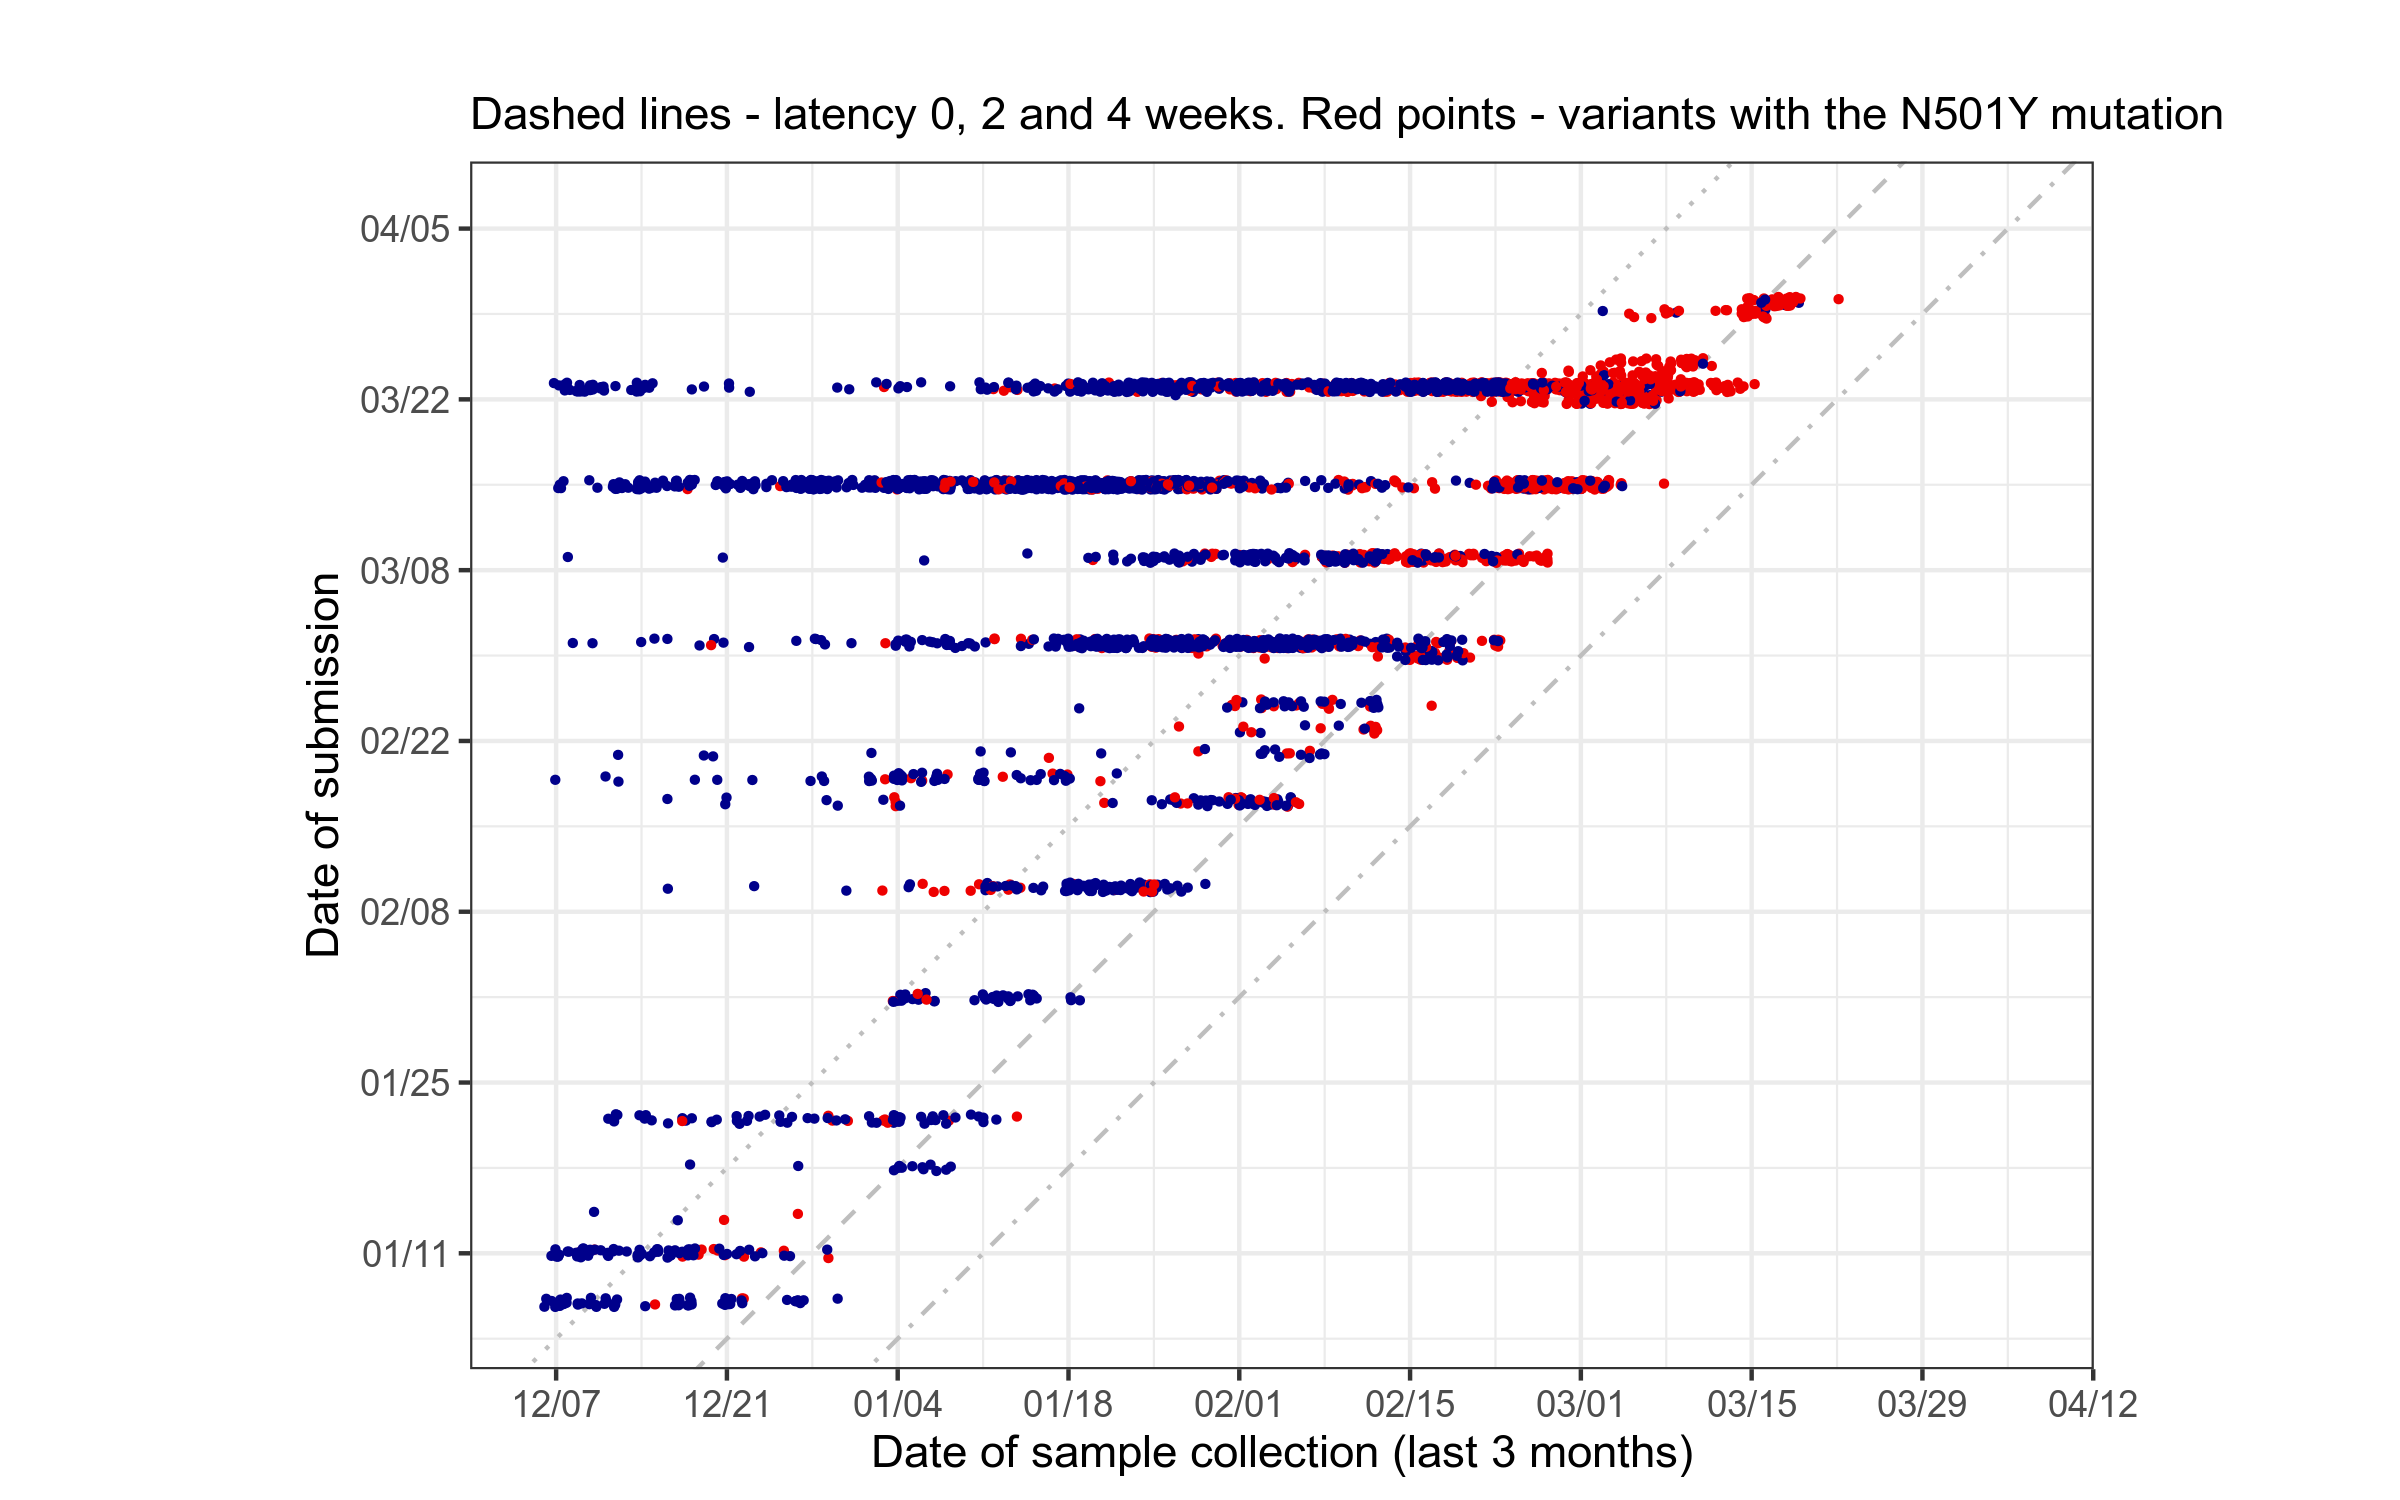 Dashed lines - latency 0, 2 and 4 weeks. Red points - variants with the N501Y mutation
Date of submission
04/05
03/22
03/08
02/22
02/08
01/25
01/11
12/07 12/21 01/04 01/18 02/01 02/15 03/01 03/15 03/29 04/12
Date of sample collection (last 3 months)